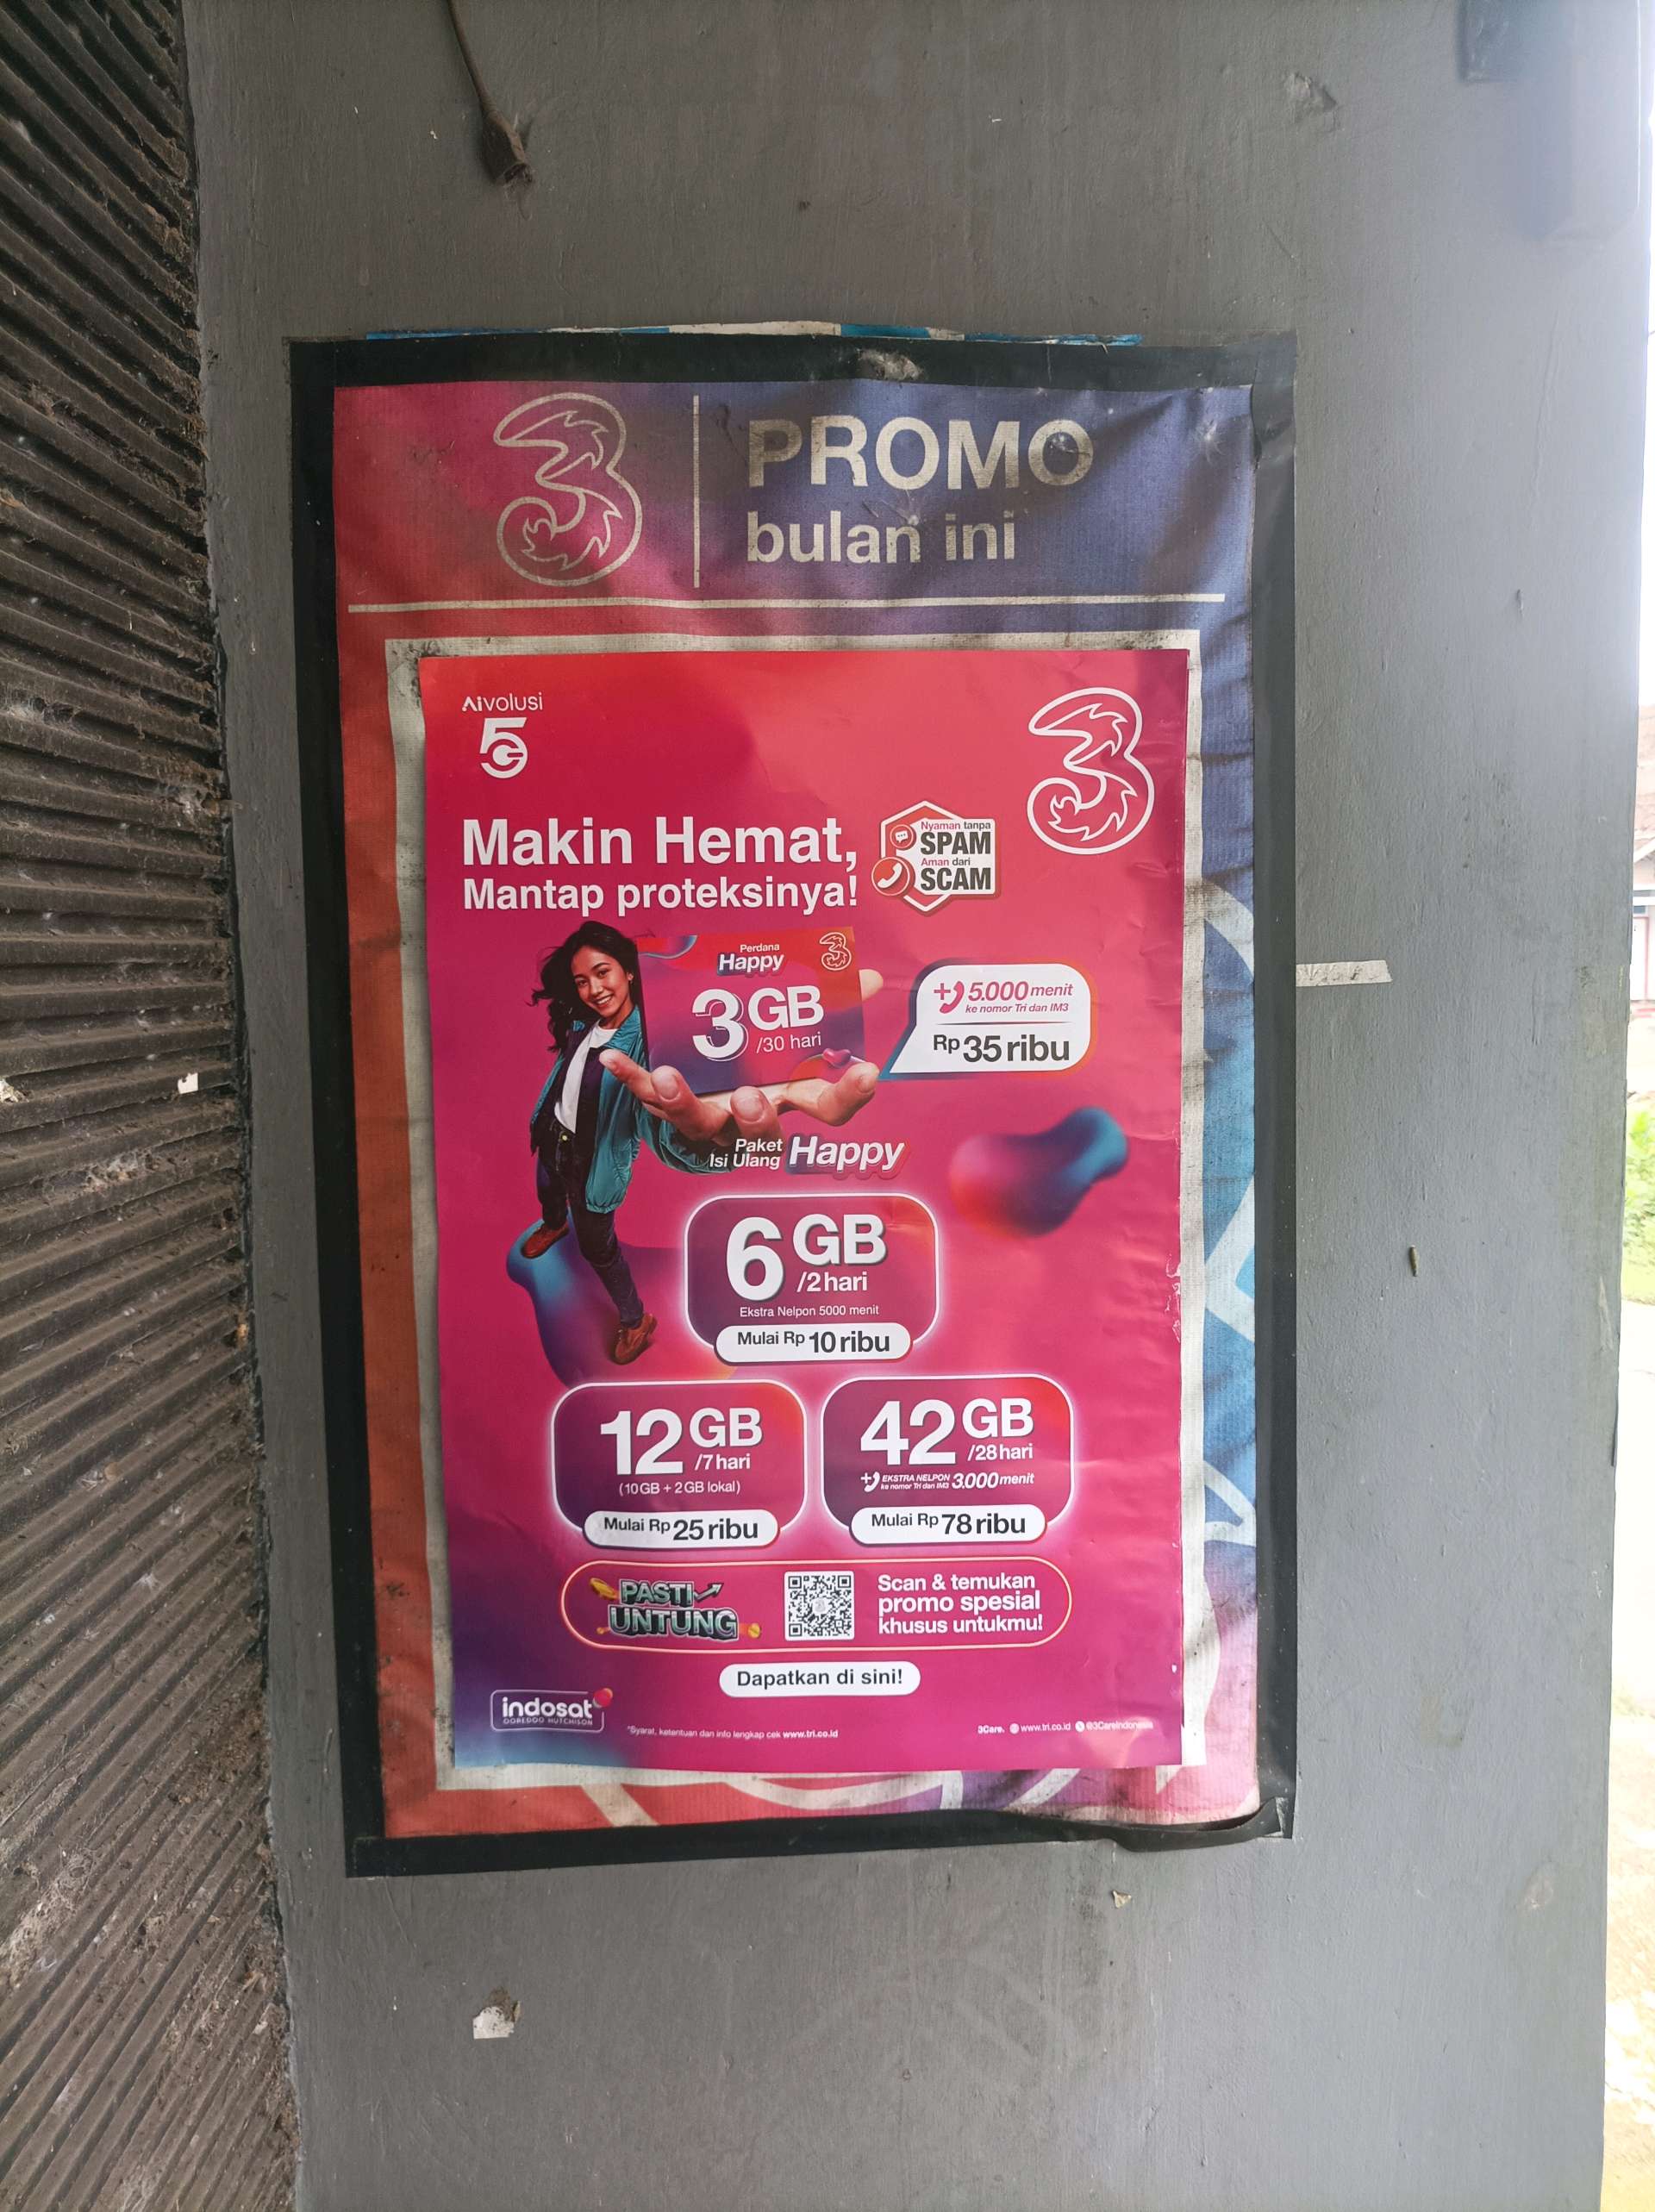 3
PROMO
bulan ini
AIvolusi
5G
3
Makin Hemat,
Mantap proteksinya!
Nyaman tanpa
SPAM
Aman dari
SCAM
Perdana
Happy
3
3GB
/30 hari
+ 5.000 menit
ke nomor Tri dan IM3
Rp 35 ribu
Paket
Isi Ulang
Happy
6 GB
/2 hari
Ekstra Nelpon 5000 menit
Mulai Rp 10 ribu
12 GB
/7 hari
(10GB + 2GB lokal)
Mulai Rp 25 ribu
42 GB
/28 hari
+ EKSTRA NELPON
ke nomor Tri dan IM3
3.000 menit
Mulai Rp 78 ribu
PASTI
UNTUNG
Scan & temukan
promo spesial
khusus untukmu!
Dapatkan di sini!
indosat
OOREDOO HUTCHISON
*Syarat, ketentuan dan info lengkap cek www.tri.co.id
3Care. www.tri.co.id @3CareIndonesia